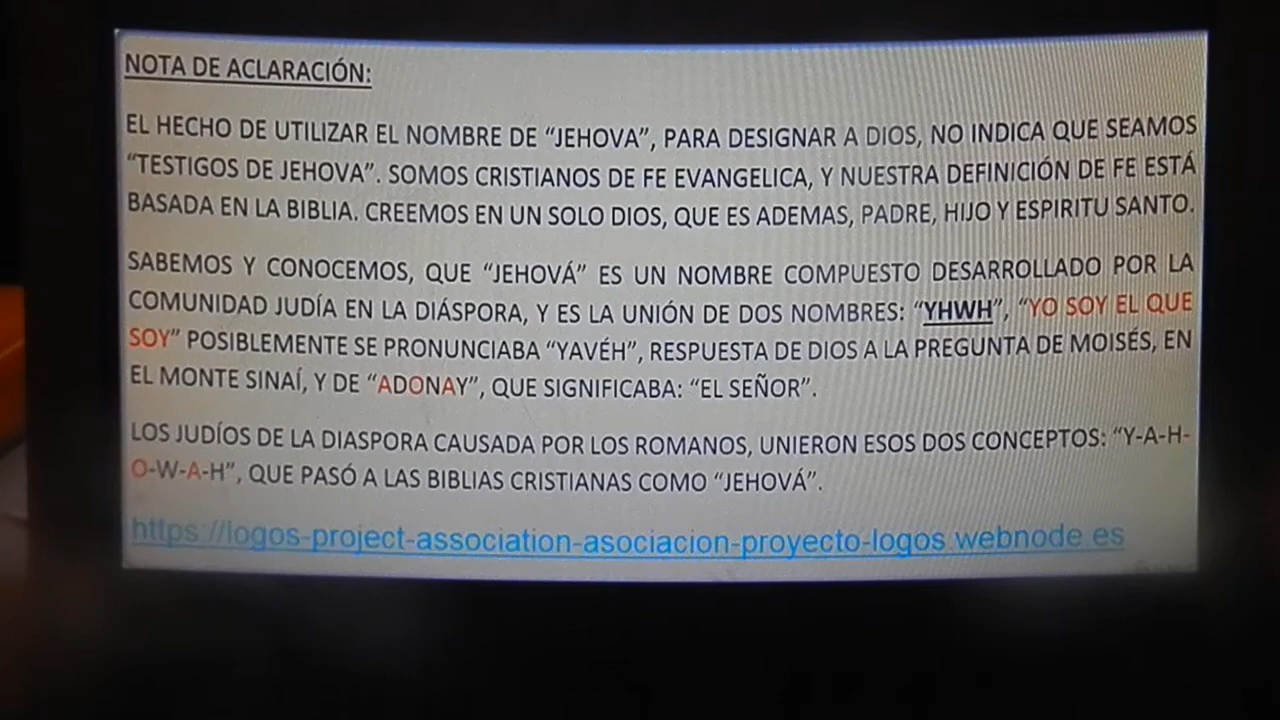 NOTA DE ACLARACIÓN:
EL HECHO DE UTILIZAR EL NOMBRE DE “JEHOVA”, PARA DESIGNAR A DIOS, NO INDICA QUE SEAMOS
“TESTIGOS DE JEHOVA”. SOMOS CRISTIANOS DE FE EVANGELICA, Y NUESTRA DEFINICIÓN DE FE ESTÁ
BASADA EN LA BIBLIA. CREEMOS EN UN SOLO DIOS, QUE ES ADEMAS, PADRE, HIJO Y ESPIRITU SANTO.
SABEMOS Y CONOCEMOS, QUE “JEHOVÁ” ES UN NOMBRE COMPUESTO DESARROLLADO POR LA
COMUNIDAD JUDÍA EN LA DIÁSPORA, Y ES LA UNIÓN DE DOS NOMBRES: “YHWH”, “YO SOY EL QUE
SOY” POSIBLEMENTE SE PRONUNCIABA “YAVÉH”, RESPUESTA DE DIOS A LA PREGUNTA DE MOISÉS, EN
EL MONTE SINAÍ, Y DE “ADONAY”, QUE SIGNIFICABA: “EL SEÑOR”.
LOS JUDÍOS DE LA DIASPORA CAUSADA POR LOS ROMANOS, UNIERON ESOS DOS CONCEPTOS: “Y-A-H-
O-W-A-H”, QUE PASÓ A LAS BIBLIAS CRISTIANAS COMO “JEHOVÁ”.
https://logos-project-association-asociacion-proyecto-logos.webnode.es